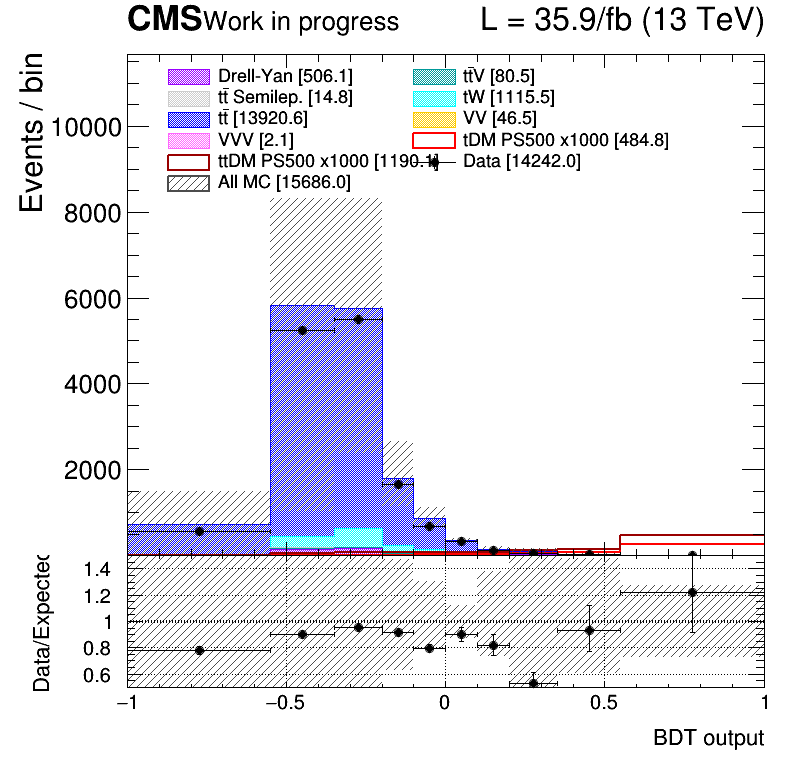 CMS Work in progress L = 35.9/fb (13 TeV)
Events / bin
Drell-Yan [506.1] tt̄V [80.5]
tt̄ Semilep. [14.8] tW [1115.5]
tt̄ [13920.6] VV [46.5]
VVV [2.1] tDM PS500 x1000 [484.8]
ttDM PS500 x1000 [1190.1] Data [14242.0]
All MC [15686.0]
10000
8000
6000
4000
2000
Data/Expected
1.4
1.2
1
0.8
0.6
−1 −0.5 0 0.5 1
BDT output